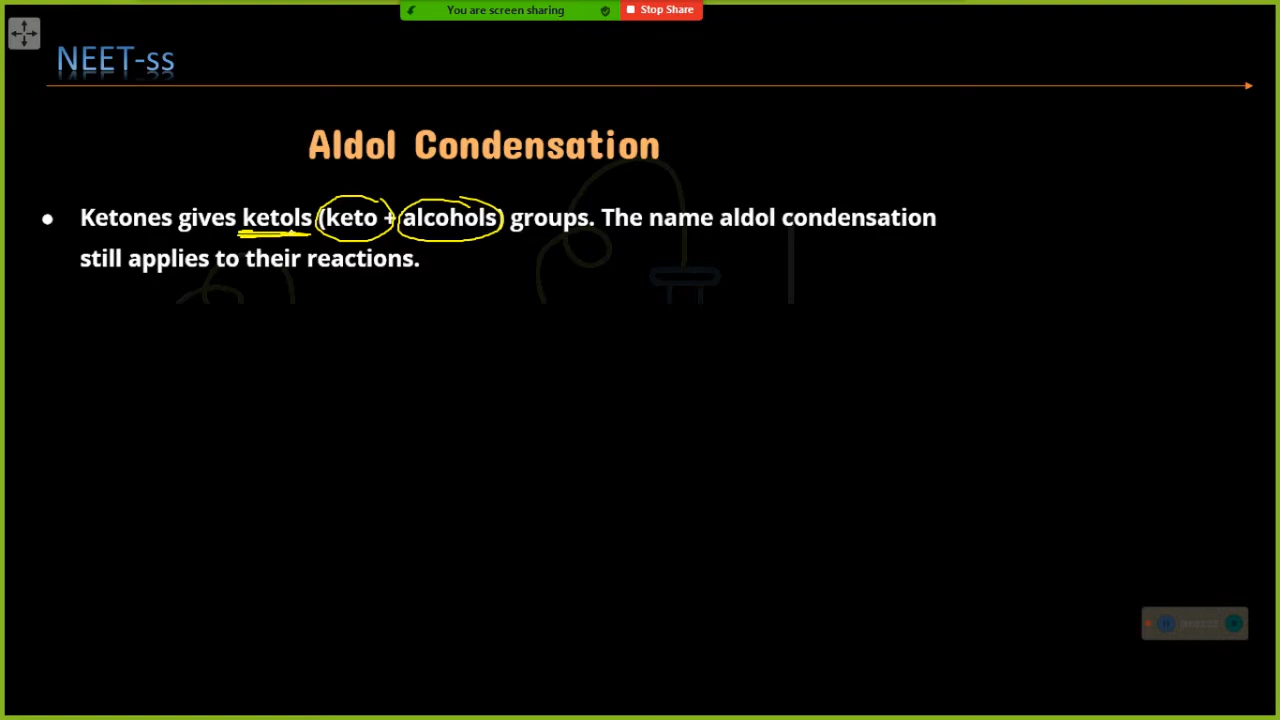 You are screen sharing
Stop Share
NEET-ss
Aldol Condensation
• Ketones gives ketols (keto + alcohols) groups. The name aldol condensation
still applies to their reactions.